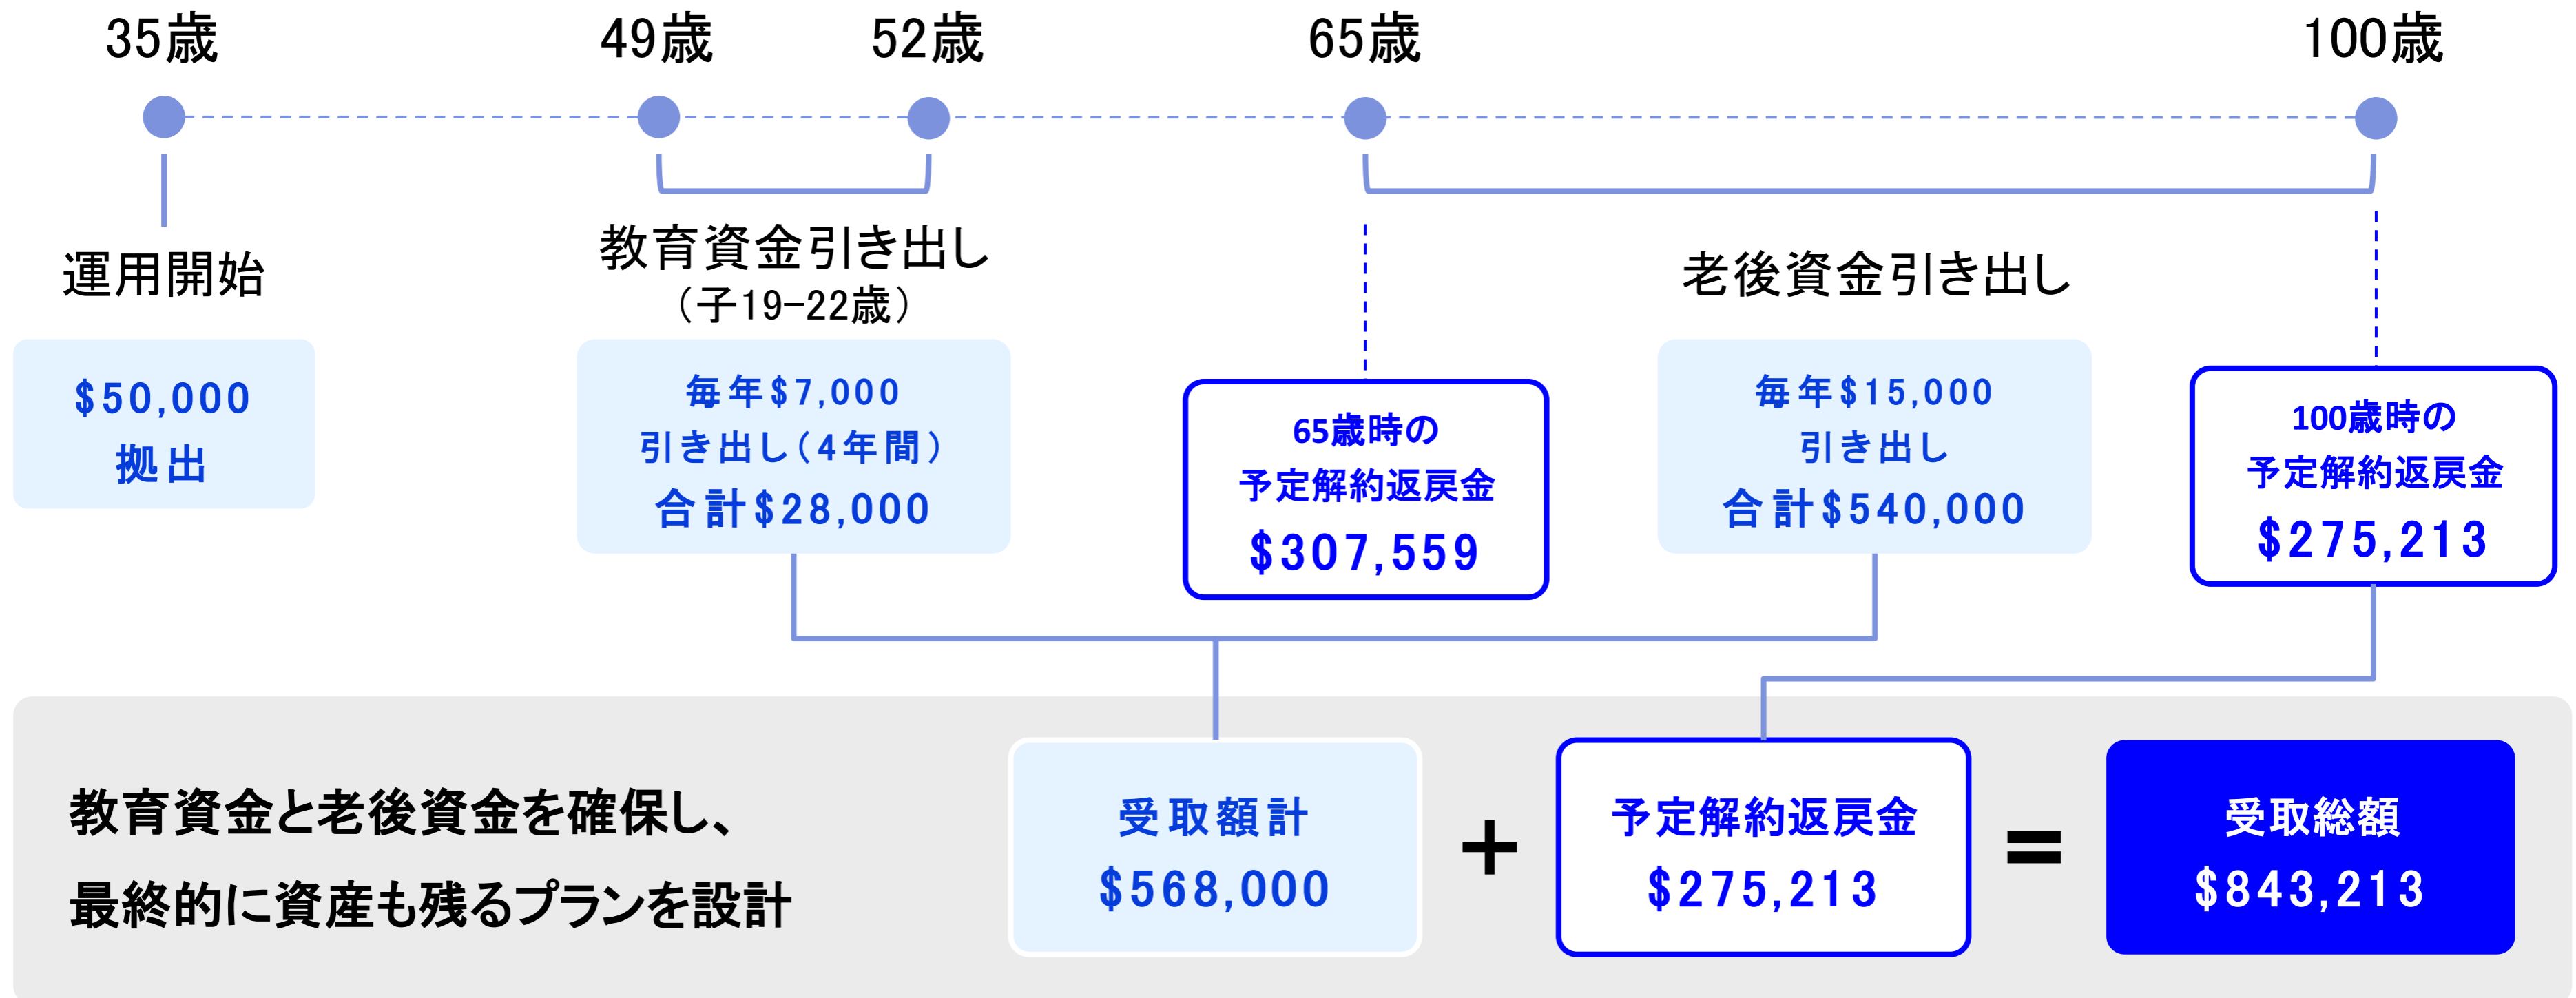 35歳
49歳
52歳
65歳
100歳
運用開始
$50,000
拠出
教育資金引き出し
（子19-22歳）
毎年$7,000
引き出し（4年間）
合計$28,000
65歳時の
予定解約返戻金
$307,559
老後資金引き出し
毎年$15,000
引き出し
合計$540,000
100歳時の
予定解約返戻金
$275,213
教育資金と老後資金を確保し、
最終的に資産も残るプランを設計
受取額計
$568,000
+
予定解約返戻金
$275,213
=
受取総額
$843,213